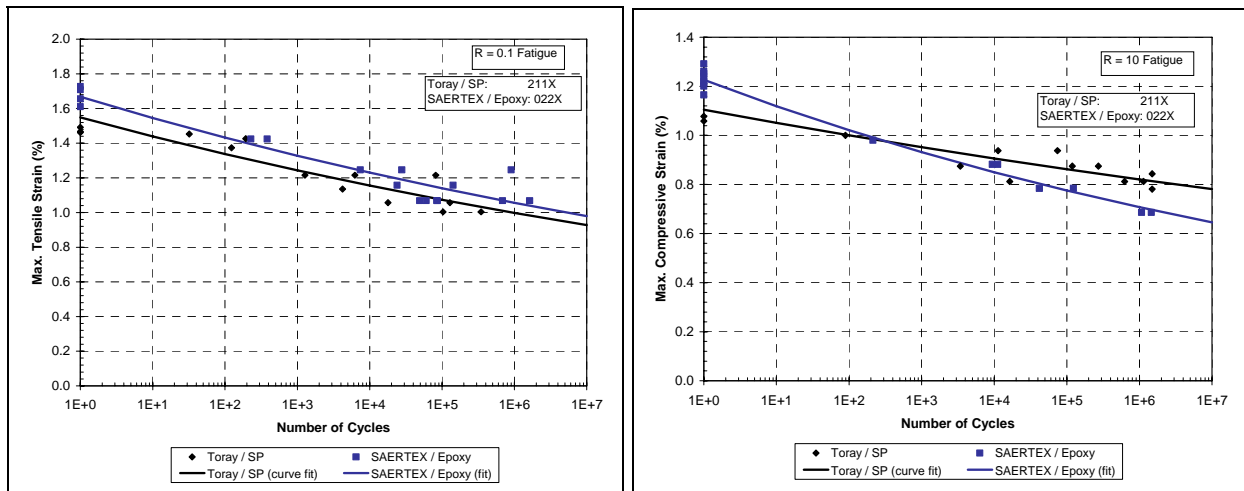 2.0
1.8
1.6
1.4
1.2
1.0
0.8
0.6
0.4
0.2
0.0
Max. Tensile Strain (%)
R = 0.1 Fatigue
Toray / SP: 211X
SAERTEX / Epoxy: 022X
1E+0 1E+1 1E+2 1E+3 1E+4 1E+5 1E+6 1E+7
Number of Cycles
Toray / SP SAERTEX / Epoxy
Toray / SP (curve fit) SAERTEX / Epoxy (fit)
1.4
1.2
1.0
0.8
0.6
0.4
0.2
0.0
Max. Compressive Strain (%)
R = 10 Fatigue
Toray / SP: 211X
SAERTEX / Epoxy: 022X
1E+0 1E+1 1E+2 1E+3 1E+4 1E+5 1E+6 1E+7
Number of Cycles
Toray / SP SAERTEX / Epoxy
Toray / SP (curve fit) SAERTEX / Epoxy (fit)